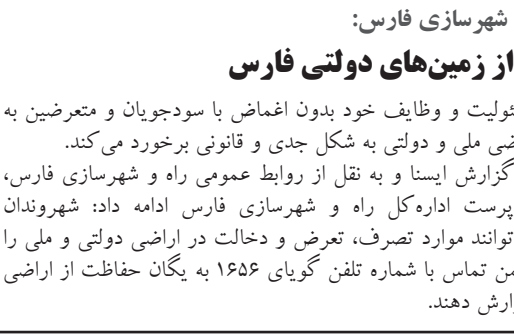 شهرسازی فارس:
از زمین‌های دولتی فارس
ئولیت و وظایف خود بدون اغماض با سودجویان و متعرضین به
ضی ملی و دولتی به شکل جدی و قانونی برخورد می‌کند.
گزارش ایسنا و به نقل از روابط عمومی راه و شهرسازی فارس،
پرست اداره‌کل راه و شهرسازی فارس ادامه داد: شهروندان
توانند موارد تصرف، تعرض و دخالت در اراضی دولتی و ملی را
من تماس با شماره تلفن گویای ۱۶۵۶ به یگان حفاظت از اراضی
ارش دهند.